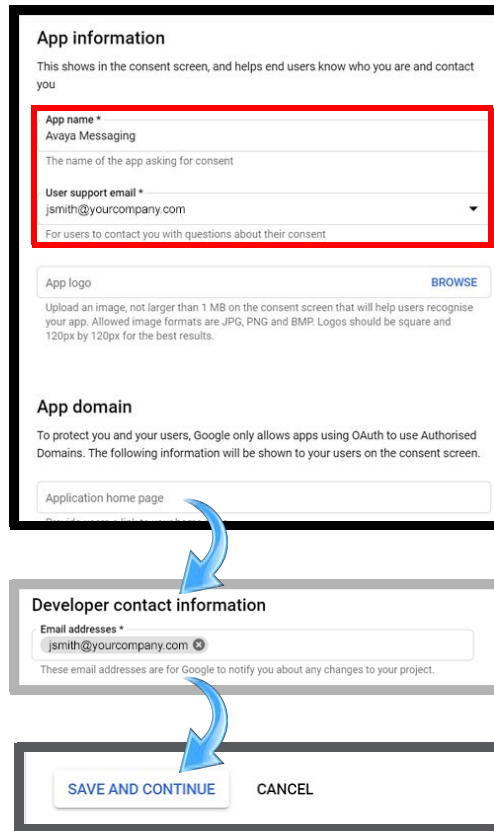 App information
This shows in the consent screen, and helps end users know who you are and contact
you
App name *
Avaya Messaging
The name of the app asking for consent
User support email *
jsmith@yourcompany.com
For users to contact you with questions about their consent
App logo BROWSE
Upload an image, not larger than 1 MB on the consent screen that will help users recognise
your app. Allowed image formats are JPG, PNG and BMP. Logos should be square and
120px by 120px for the best results.
App domain
To protect you and your users, Google only allows apps using OAuth to use Authorised
Domains. The following information will be shown to your users on the consent screen.
Application home page
Developer contact information
Email addresses *
jsmith@yourcompany.com
These email addresses are for Google to notify you about any changes to your project.
SAVE AND CONTINUE CANCEL